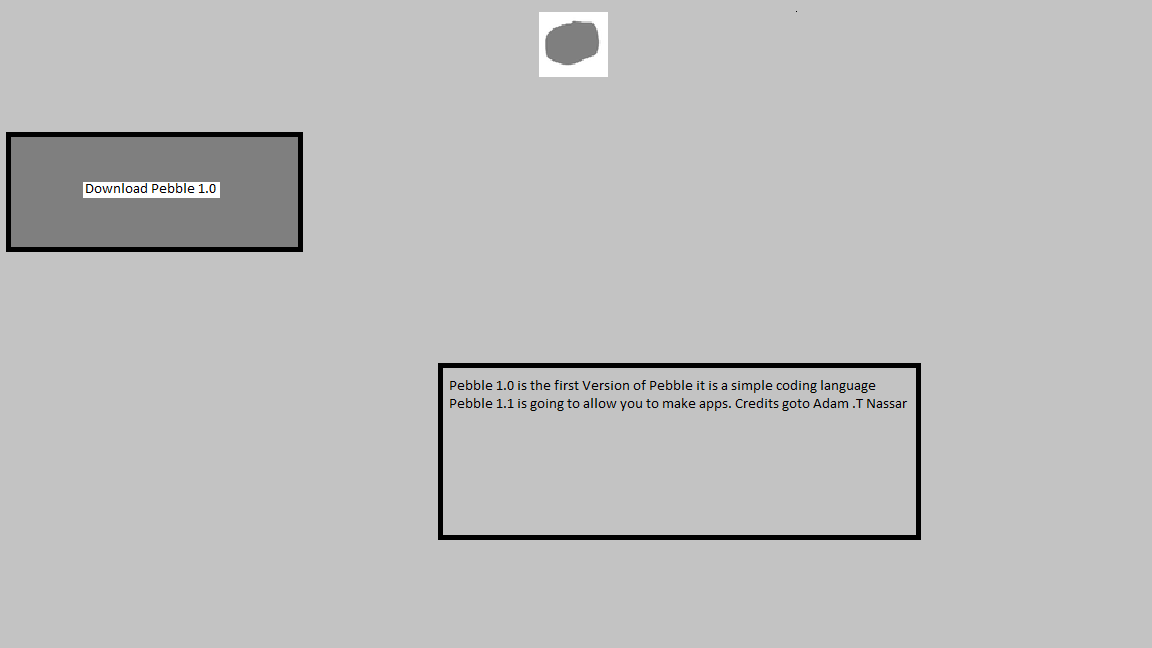 Download Pebble 1.0
Pebble 1.0 is the first Version of Pebble it is a simple coding language
Pebble 1.1 is going to allow you to make apps. Credits goto Adam .T Nassar